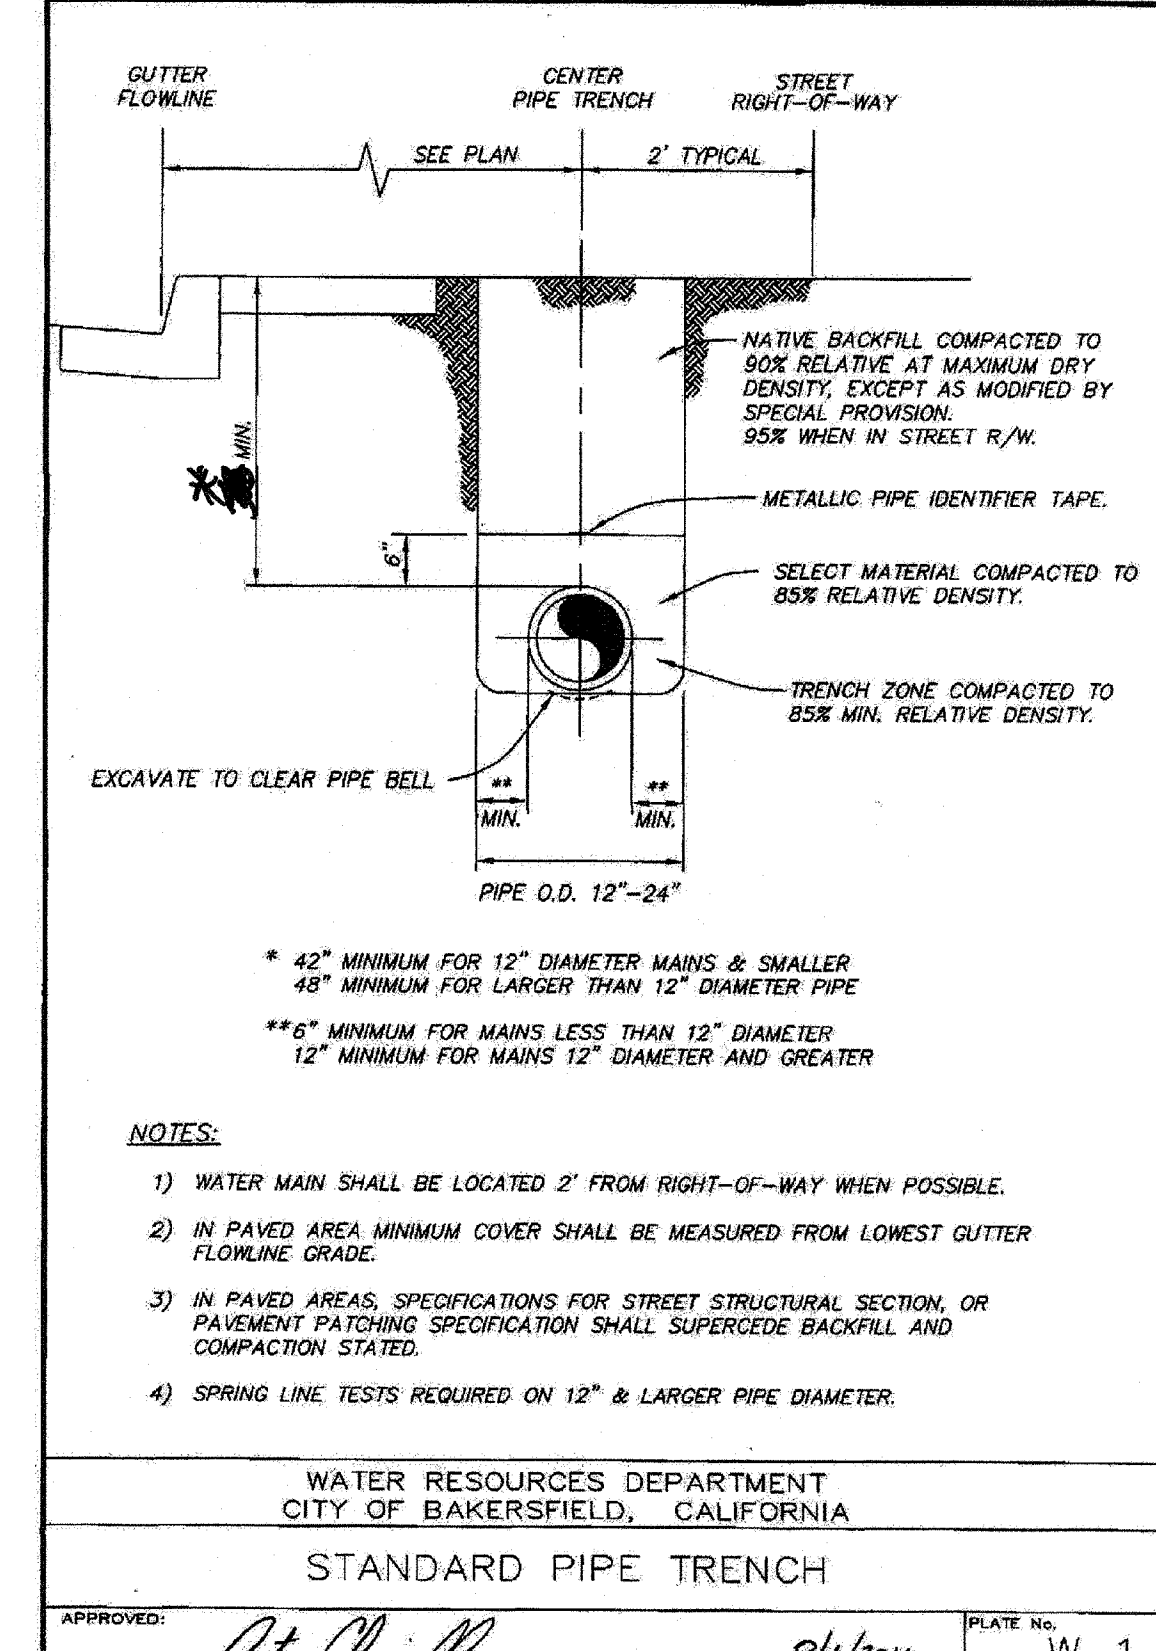 GUTTER
FLOWLINE
CENTER
PIPE TRENCH
STREET
RIGHT-OF-WAY
SEE PLAN
2' TYPICAL
NATIVE BACKFILL COMPACTED TO
90% RELATIVE AT MAXIMUM DRY
DENSITY, EXCEPT AS MODIFIED BY
SPECIAL PROVISION.
95% WHEN IN STREET R/W.
* MIN.
METALLIC PIPE IDENTIFIER TAPE.
6"
SELECT MATERIAL COMPACTED TO
85% RELATIVE DENSITY.
TRENCH ZONE COMPACTED TO
85% MIN. RELATIVE DENSITY.
EXCAVATE TO CLEAR PIPE BELL
**
MIN.
**
MIN.
PIPE O.D. 12"-24"
* 42" MINIMUM FOR 12" DIAMETER MAINS & SMALLER
48" MINIMUM FOR LARGER THAN 12" DIAMETER PIPE
**6" MINIMUM FOR MAINS LESS THAN 12" DIAMETER
12" MINIMUM FOR MAINS 12" DIAMETER AND GREATER
NOTES:
1) WATER MAIN SHALL BE LOCATED 2' FROM RIGHT-OF-WAY WHEN POSSIBLE.
2) IN PAVED AREA MINIMUM COVER SHALL BE MEASURED FROM LOWEST GUTTER
FLOWLINE GRADE.
3) IN PAVED AREAS, SPECIFICATIONS FOR STREET STRUCTURAL SECTION, OR
PAVEMENT PATCHING SPECIFICATION SHALL SUPERCEDE BACKFILL AND
COMPACTION STATED.
4) SPRING LINE TESTS REQUIRED ON 12" & LARGER PIPE DIAMETER.
WATER RESOURCES DEPARTMENT
CITY OF BAKERSFIELD, CALIFORNIA
STANDARD PIPE TRENCH
APPROVED:
PLATE No.
W 1